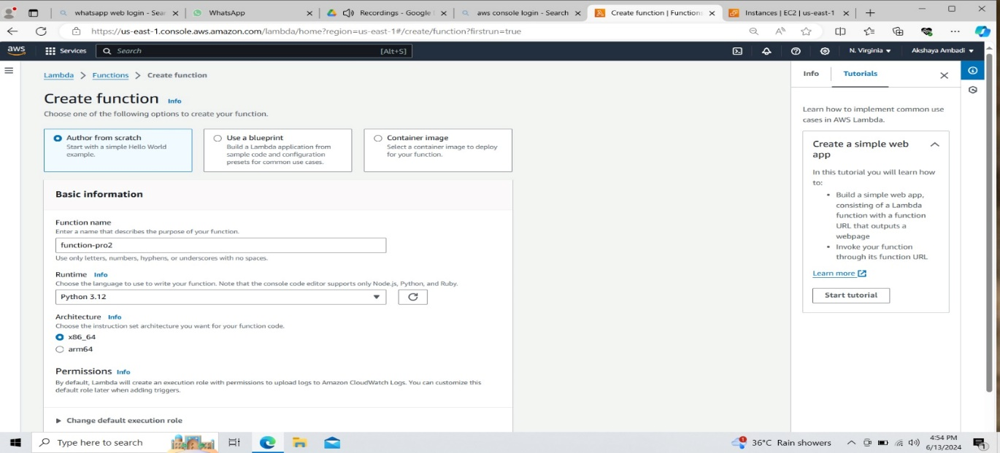 whatsapp web login - Sear
WhatsApp
Recordings - Google
aws console login - Search
Create function | Functions
Instances | EC2 | us-east-1
https://us-east-1.console.aws.amazon.com/lambda/home?region=us-east-1#/create/function?firstrun=true
aws
Services
Search
[Alt+S]
N. Virginia
Akshaya Ambadi
Lambda > Functions > Create function
Create function Info
Choose one of the following options to create your function.
Author from scratch
Start with a simple Hello World
example.
Use a blueprint
Build a Lambda application from
sample code and configuration
presets for common use cases.
Container image
Select a container image to deploy
for your function.
Basic information
Function name
Enter a name that describes the purpose of your function.
function-pro2
Use only letters, numbers, hyphens, or underscores with no spaces.
Runtime Info
Choose the language to use to write your function. Note that the console code editor supports only Node.js, Python, and Ruby.
Python 3.12
Architecture Info
Choose the instruction set architecture you want for your function code.
x86_64
arm64
Permissions Info
By default, Lambda will create an execution role with permissions to upload logs to Amazon CloudWatch Logs. You can customize this
default role later when adding triggers.
Change default execution role
Info
Tutorials
Learn how to implement common use
cases in AWS Lambda.
Create a simple web
app
In this tutorial you will learn how
to:
• Build a simple web app,
consisting of a Lambda
function with a function
URL that outputs a
webpage
• Invoke your function
through its function URL
Learn more
Start tutorial
Type here to search
1
36°C Rain showers
4:54 PM
6/13/2024
1